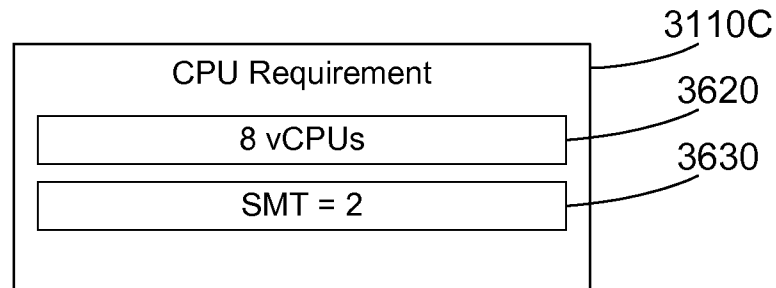 3110C
CPU Requirement
3620
8 vCPUs
3630
SMT = 2